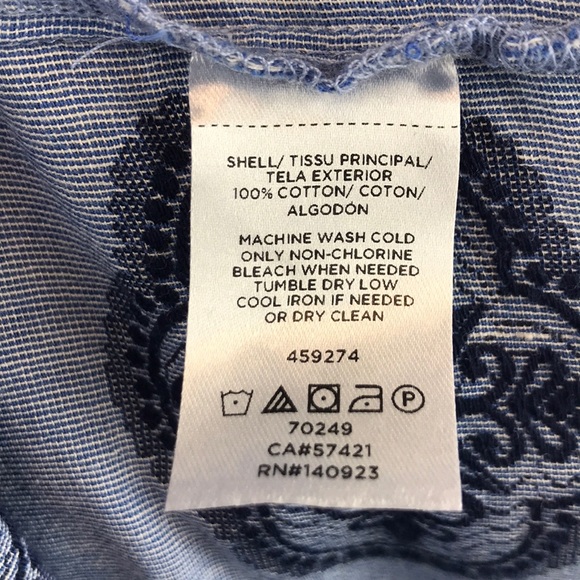 SHELL/ TISSU PRINCIPAL/
TELA EXTERIOR
100% COTTON/ COTON/
ALGODÓN
MACHINE WASH COLD
ONLY NON-CHLORINE
BLEACH WHEN NEEDED
TUMBLE DRY LOW
COOL IRON IF NEEDED
OR DRY CLEAN
459274
P
70249
CA#57421
RN#140923